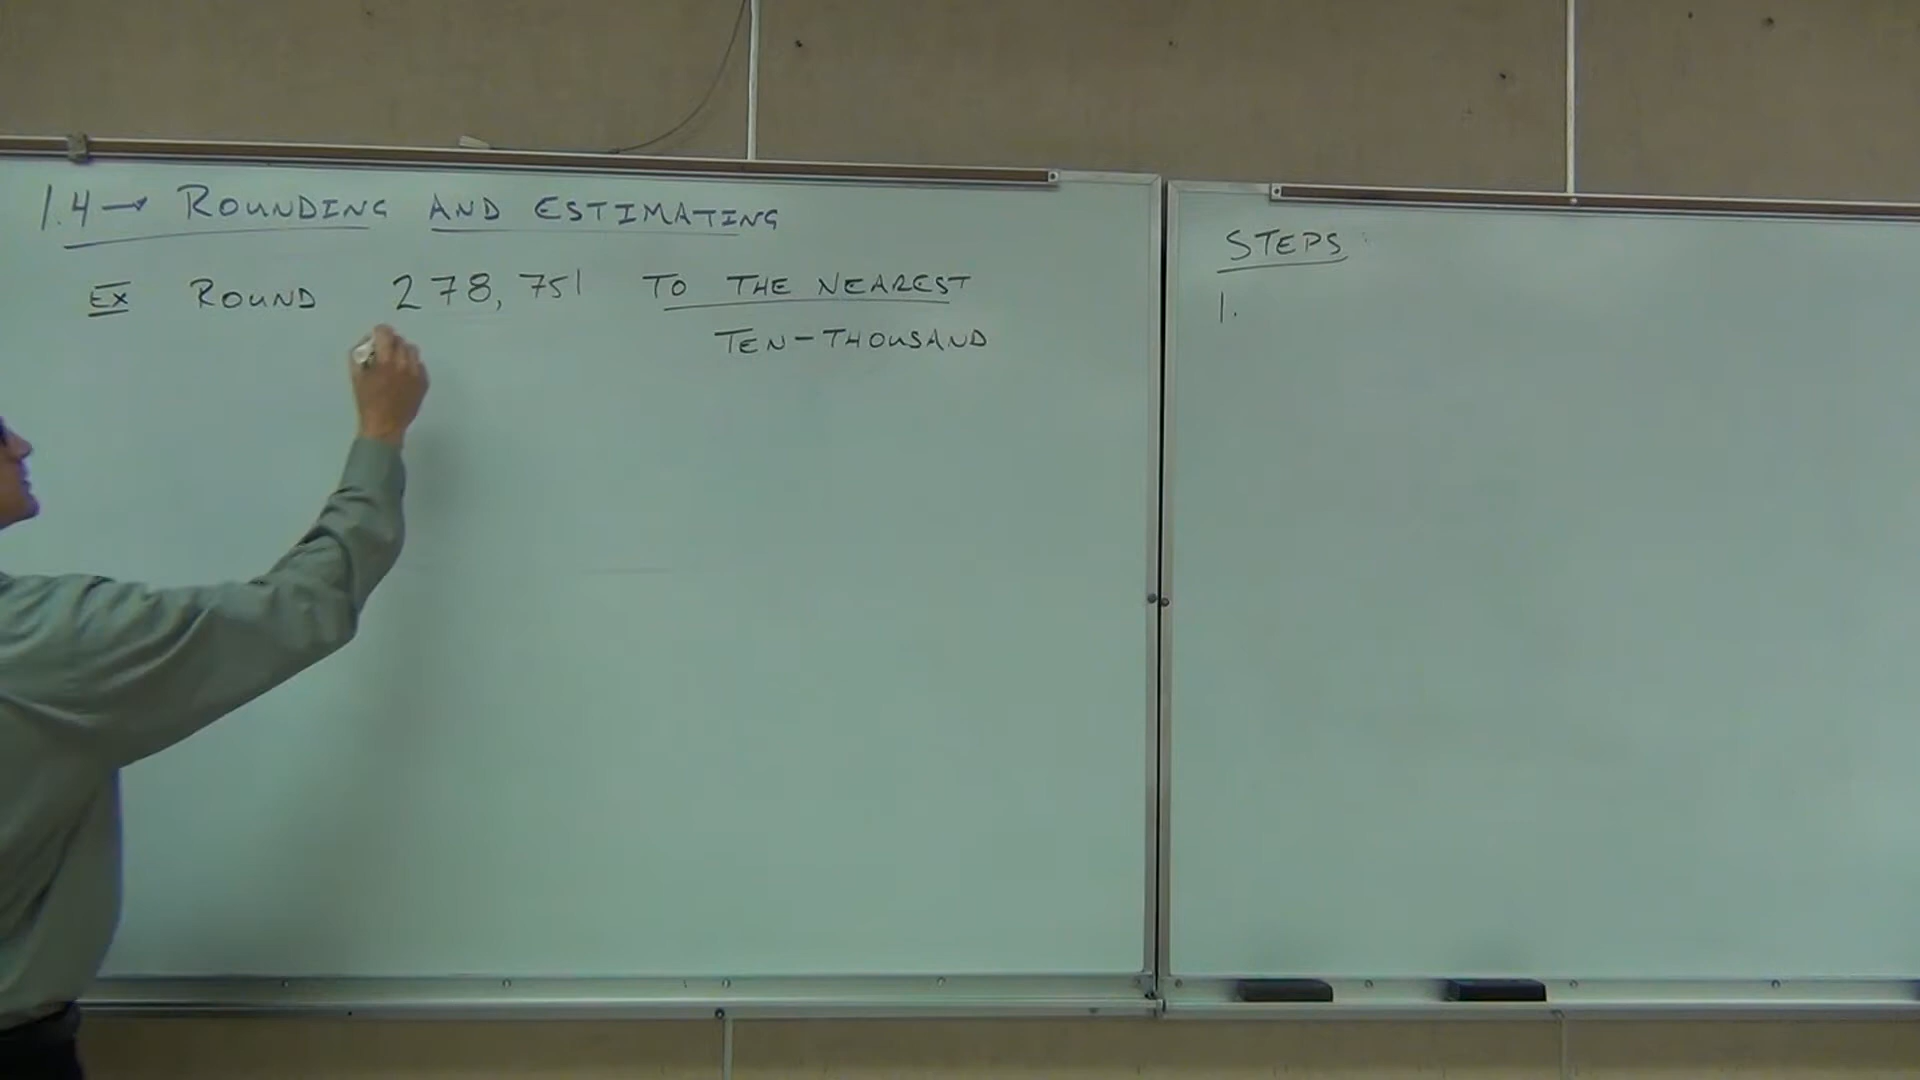 1.4 → ROUNDING AND ESTIMATING
EX ROUND 278,751 TO THE NEAREST
TEN-THOUSAND
STEPS:
1.